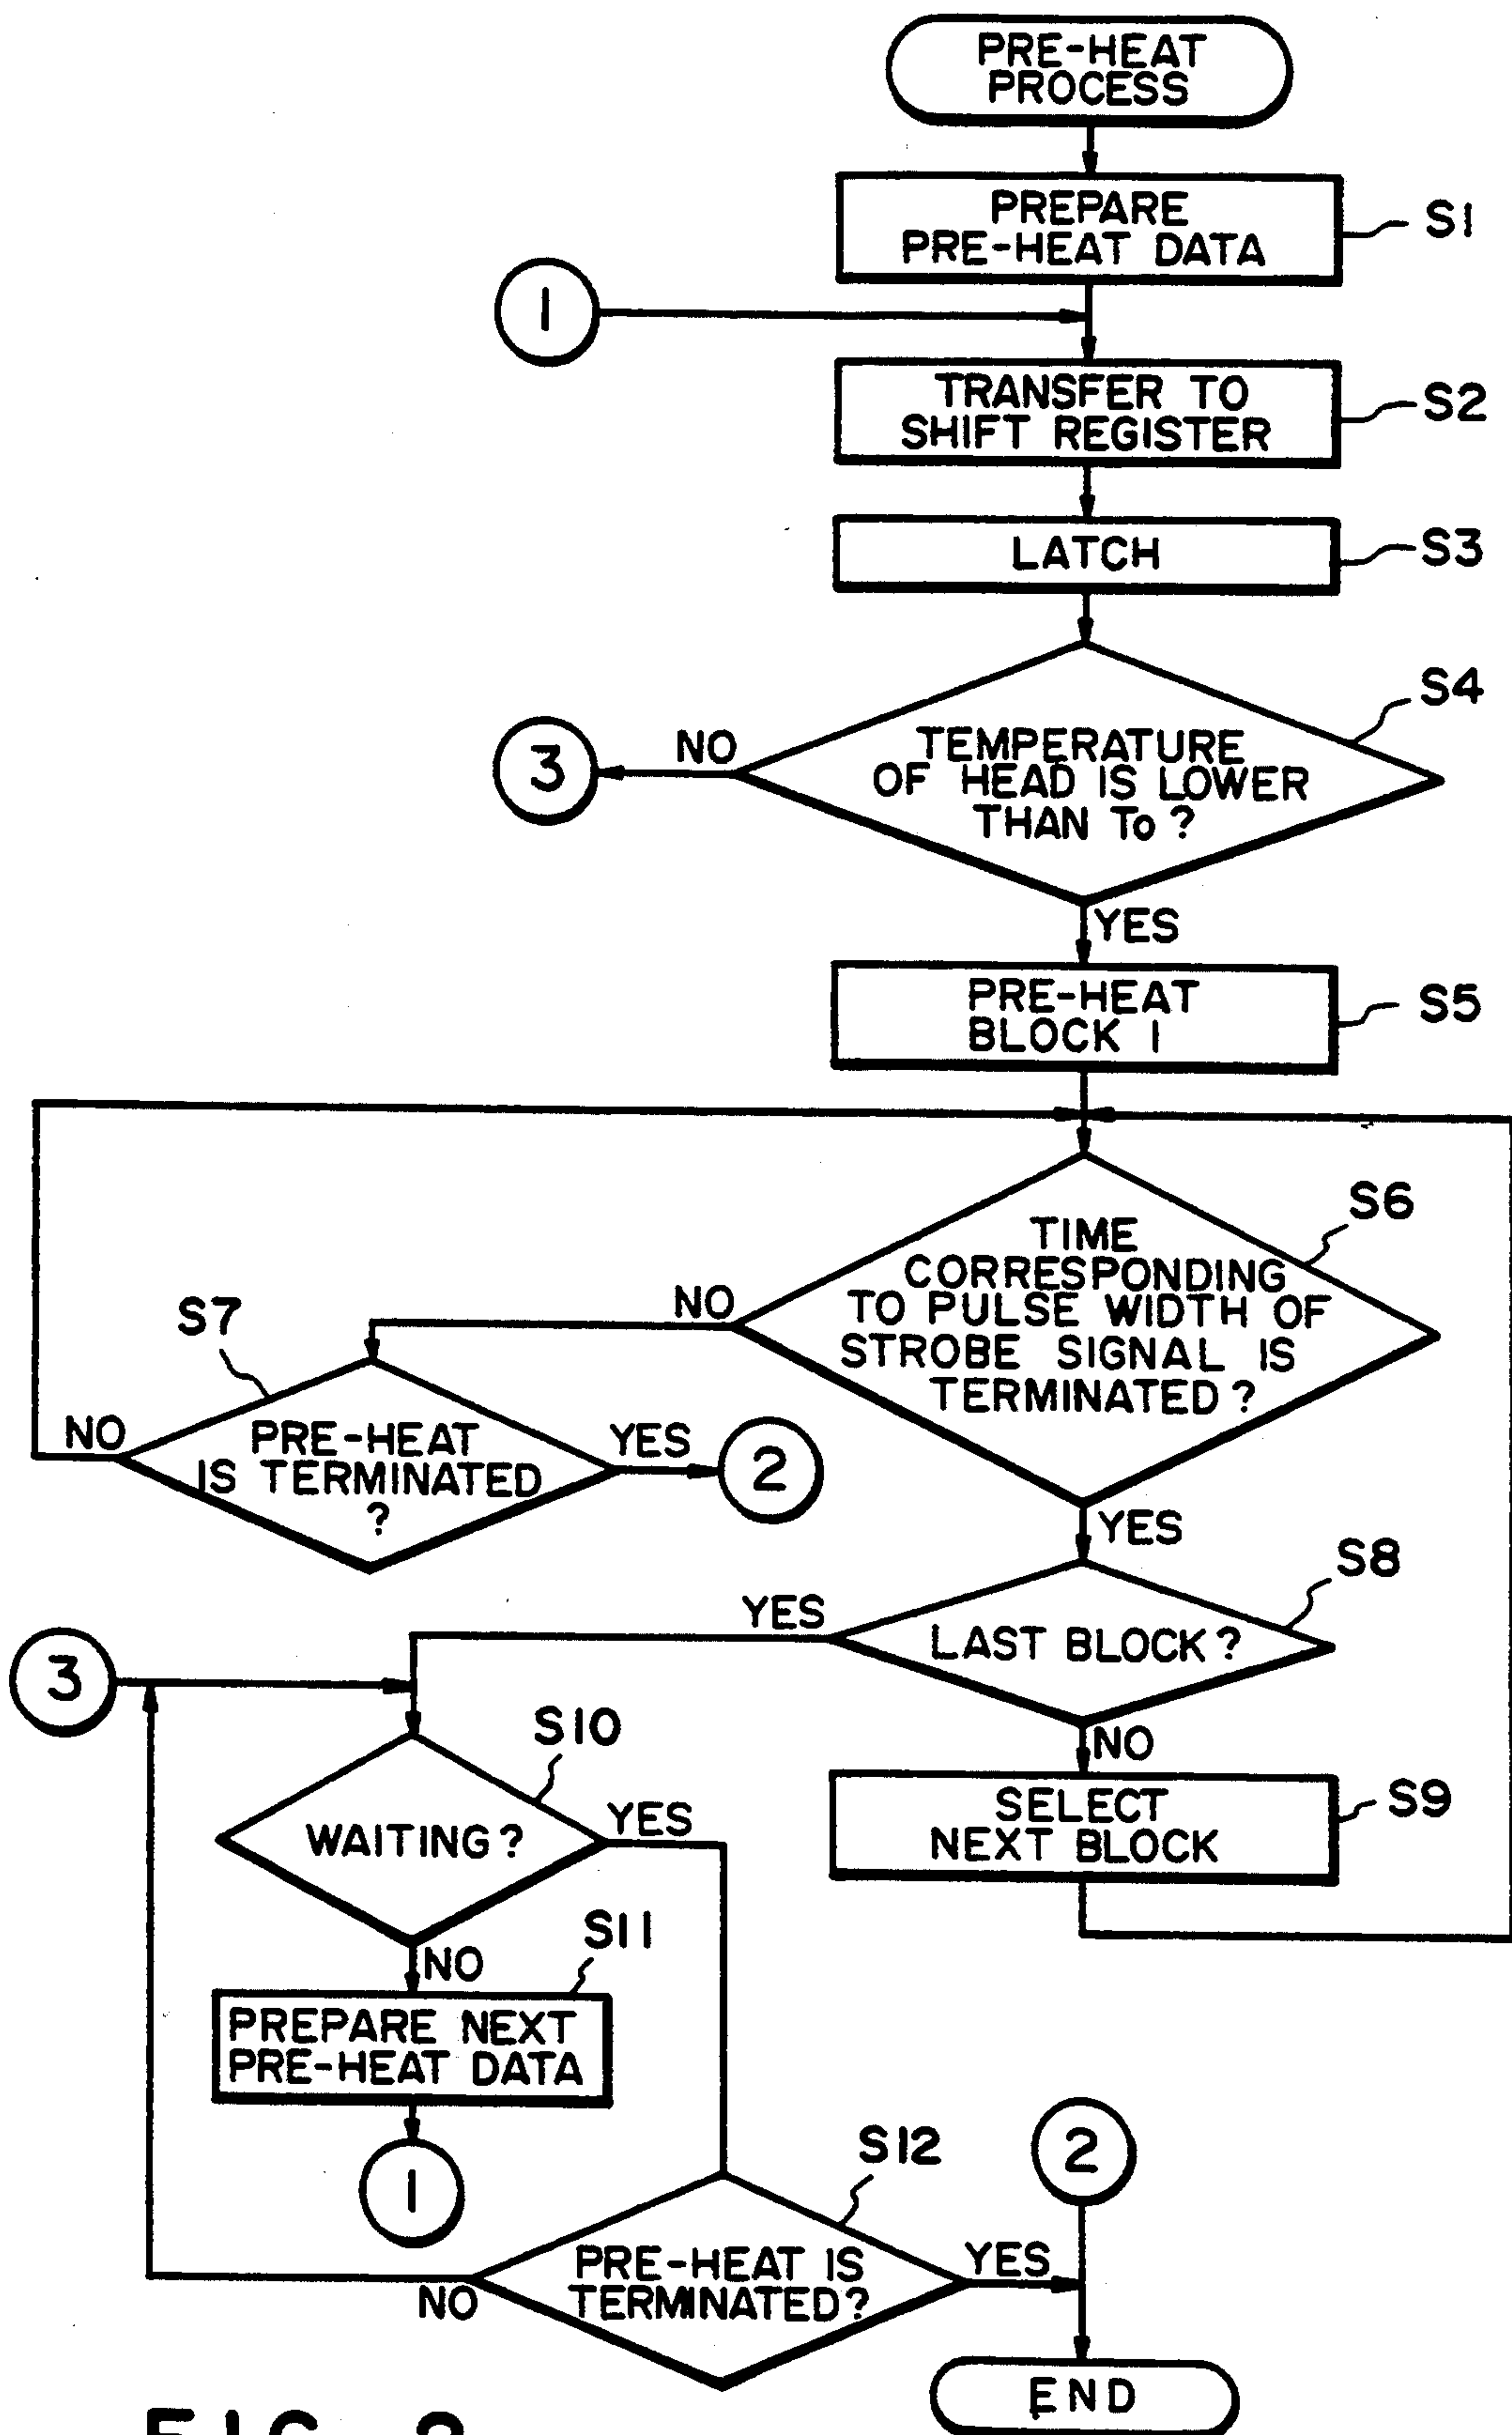 PRE-HEAT
PROCESS
PREPARE
PRE-HEAT DATA
S1
1
TRANSFER TO
SHIFT REGISTER
S2
LATCH
S3
S4
TEMPERATURE
OF HEAD IS LOWER
THAN To ?
NO
3
YES
PRE-HEAT
BLOCK 1
S5
S6
TIME
CORRESPONDING
TO PULSE WIDTH OF
STROBE SIGNAL IS
TERMINATED ?
NO
S7
PRE-HEAT
IS TERMINATED
?
NO
YES
2
YES
S8
LAST BLOCK ?
YES
3
NO
S10
WAITING ?
YES
SELECT
NEXT BLOCK
S9
S11
NO
PREPARE NEXT
PRE-HEAT DATA
1
S12
2
PRE-HEAT IS
TERMINATED ?
YES
NO
END